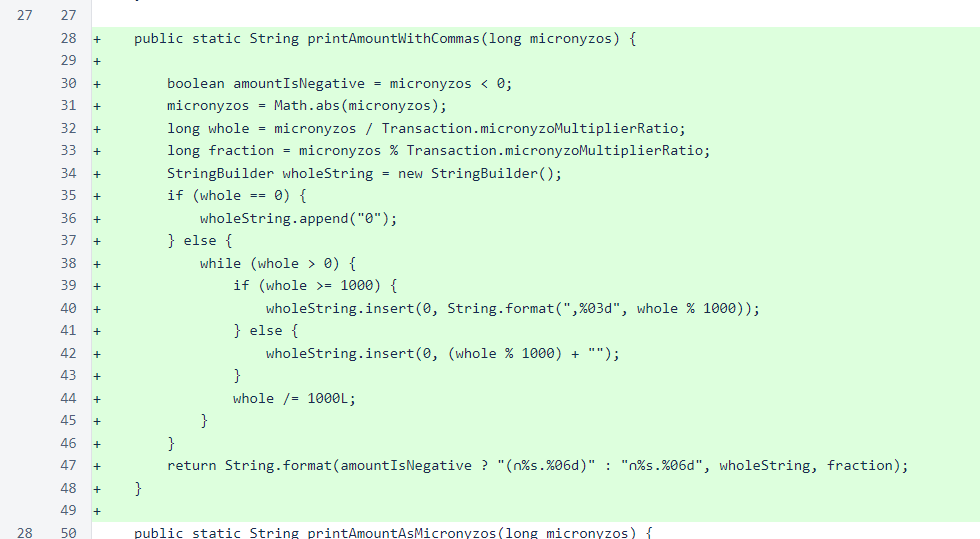 27 27
28 + public static String printAmountWithCommas(long micronyzos) {
29 +
30 + boolean amountIsNegative = micronyzos < 0;
31 + micronyzos = Math.abs(micronyzos);
32 + long whole = micronyzos / Transaction.micronyzoMultiplierRatio;
33 + long fraction = micronyzos % Transaction.micronyzoMultiplierRatio;
34 + StringBuilder wholeString = new StringBuilder();
35 + if (whole == 0) {
36 + wholeString.append("0");
37 + } else {
38 + while (whole > 0) {
39 + if (whole >= 1000) {
40 + wholeString.insert(0, String.format(",%03d", whole % 1000));
41 + } else {
42 + wholeString.insert(0, (whole % 1000) + "");
43 + }
44 + whole /= 1000L;
45 + }
46 + }
47 + return String.format(amountIsNegative ? "(∩%s.%06d)" : "∩%s.%06d", wholeString, fraction);
48 + }
49 +
28 50 public static String printAmountAsMicronyzos(long micronyzos) {